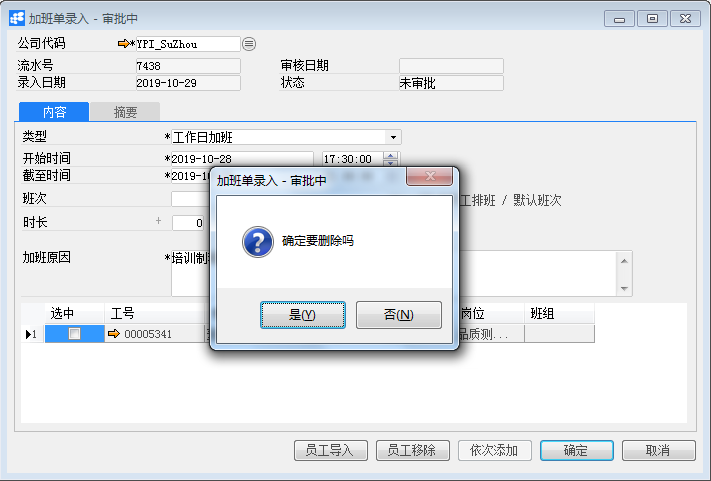 加班单录入 - 审批中
公司代码 *YPI_SuZhou
流水号 7438 审核日期
录入日期 2019-10-29 状态 未审批
内容 摘要
类型 *工作日加班
开始时间 *2019-10-28 17:30:00
截至时间 *2019-10
班次 工排班 / 默认班次
时长 + 0
加班原因 *培训制
加班单录入 - 审批中
确定要删除吗
是(Y) 否(N)
选中 工号 岗位 班组
1 00005341 品质测...
员工导入 员工移除 依次添加 确定 取消